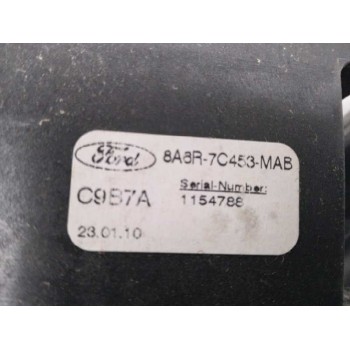 Ford 8A6R-7C453-MAB
C9B7A Serial-Number:
1154788
23.01.10